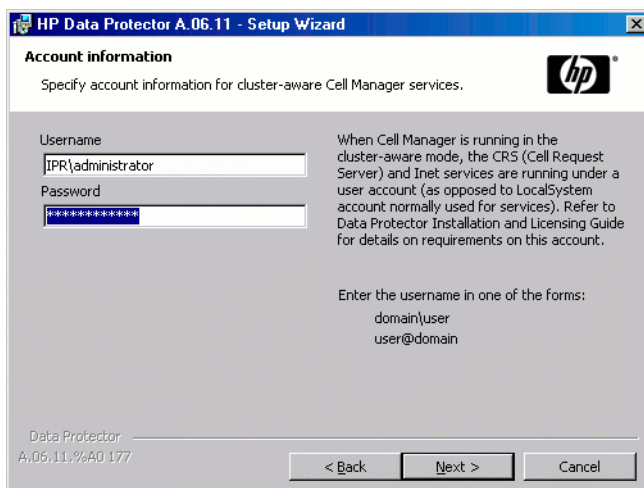 HP Data Protector A.06.11 - Setup Wizard
Account information
Specify account information for cluster-aware Cell Manager services.
hp
Username
IPR\administrator
Password
************
When Cell Manager is running in the
cluster-aware mode, the CRS (Cell Request
Server) and Inet services are running under a
user account (as opposed to LocalSystem
account normally used for services). Refer to
Data Protector Installation and Licensing Guide
for details on requirements on this account.
Enter the username in one of the forms:
domain\user
user@domain
Data Protector
A.06.11.%A0 177
< Back
Next >
Cancel